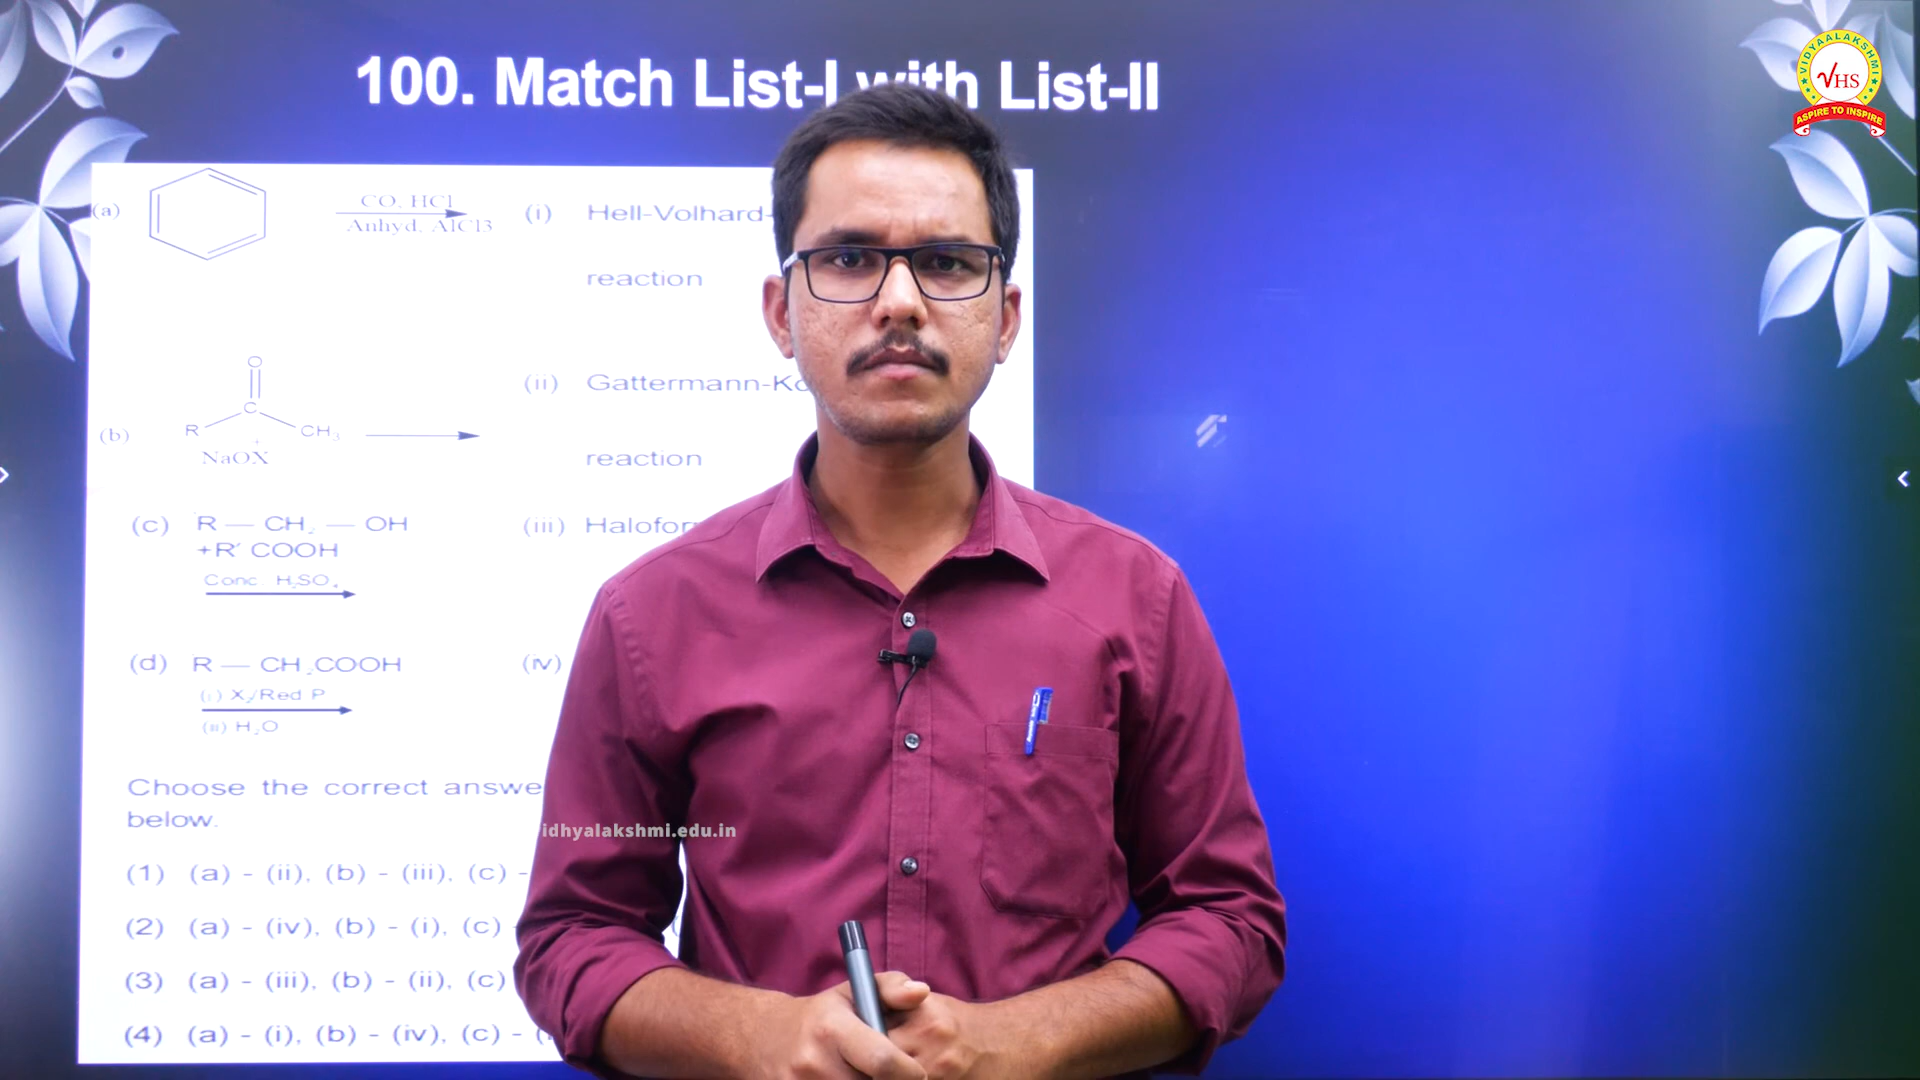 100. Match List-I with List-II
VIDYAALAKSHMI
VHS
ASPIRE TO INSPIRE
(a)
CO, HCl
Anhyd. AlCl3
(i) Hell-Volhard-
reaction
O
C
(ii) Gattermann-Ko
(b)
R
CH3
+
NaOX
reaction
(c) R — CH2 — OH
+R′ COOH
Conc. H2SO4
(iii) Halofor
(d) R — CH2COOH
(i) X2/Red P
(ii) H2O
(iv)
Choose the correct answe
below.
idhyalakshmi.edu.in
(1) (a) - (ii), (b) - (iii), (c) -
(2) (a) - (iv), (b) - (i), (c) -
(3) (a) - (iii), (b) - (ii), (c)
(4) (a) - (i), (b) - (iv), (c) - (